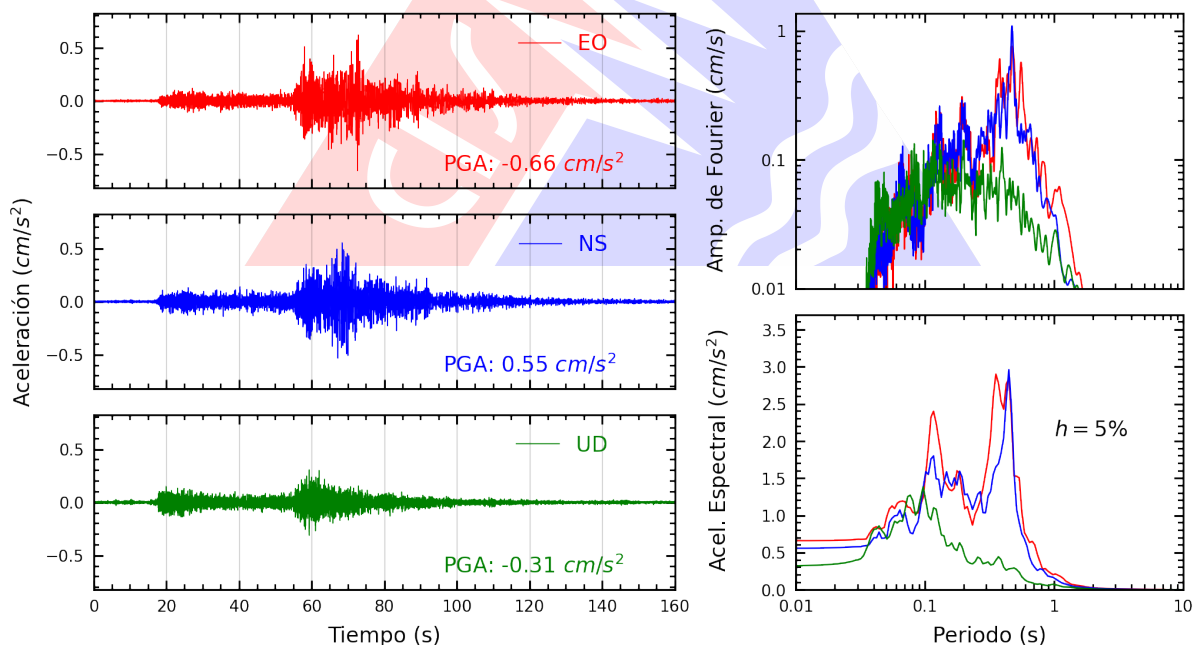 Aceleración (cm/s²)
0.5
0.0
−0.5
EO
PGA: -0.66 cm/s²
0.5
0.0
−0.5
NS
PGA: 0.55 cm/s²
0.5
0.0
−0.5
UD
PGA: -0.31 cm/s²
0 20 40 60 80 100 120 140 160
Tiempo (s)
Amp. de Fourier (cm/s)
1
0.1
0.01
Acel. Espectral (cm/s²)
3.5
3.0
2.5
2.0
1.5
1.0
0.5
0.0
h = 5%
0.01 0.1 1 10
Periodo (s)